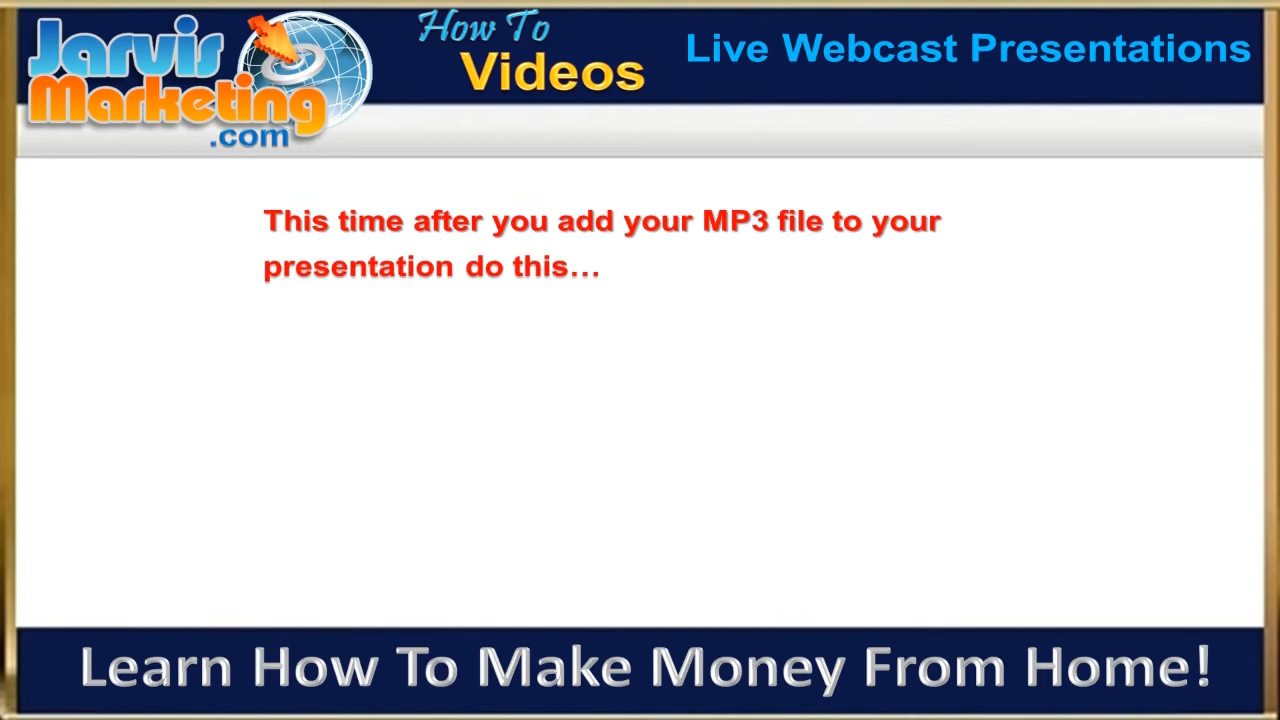 Jarvis
Marketing
.com
How To
Videos
Live Webcast Presentations
This time after you add your MP3 file to your
presentation do this…
Learn How To Make Money From Home!